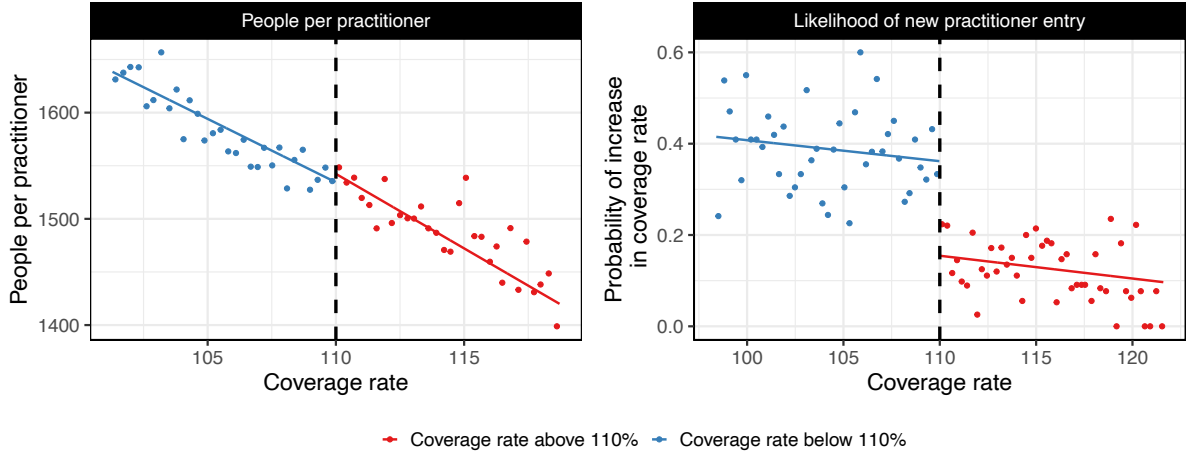 People per practitioner
Likelihood of new practitioner entry
People per practitioner
1600
1500
1400
105
110
115
Coverage rate
Probability of increase
in coverage rate
0.6
0.4
0.2
0.0
100
105
110
115
120
Coverage rate
Coverage rate above 110%
Coverage rate below 110%